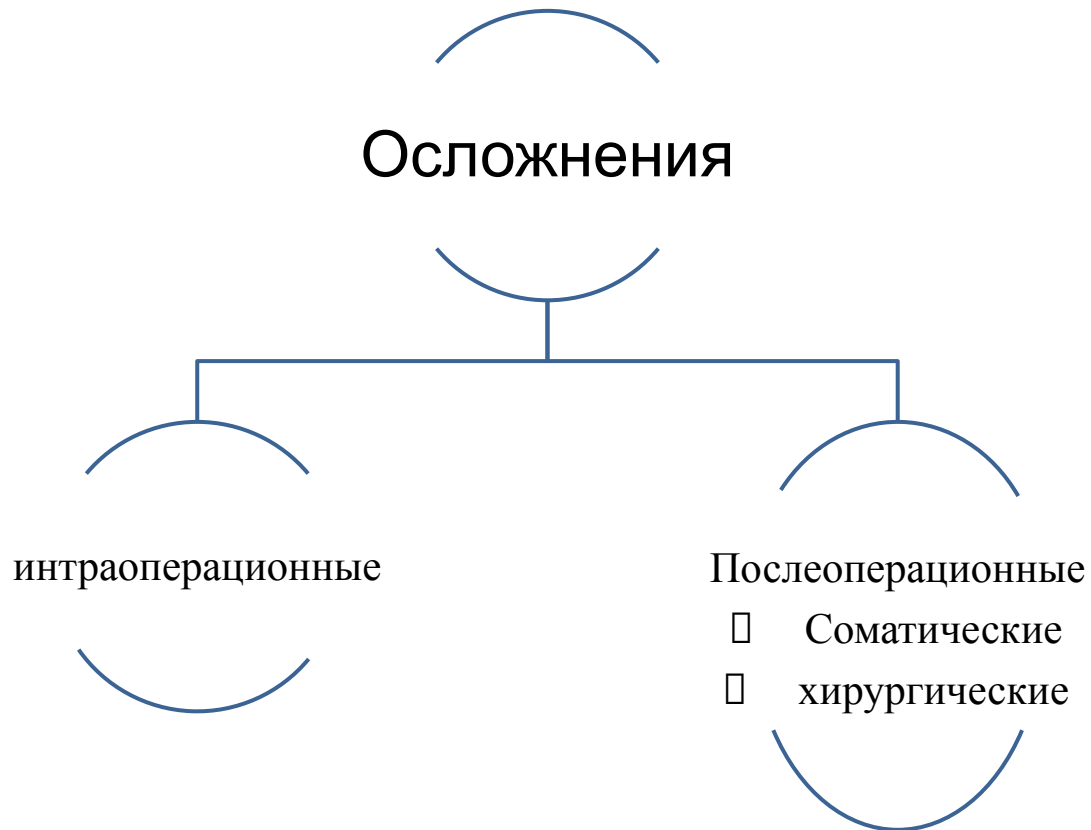 Осложнения
интраоперационные
Послеоперационные
Соматические
хирургические